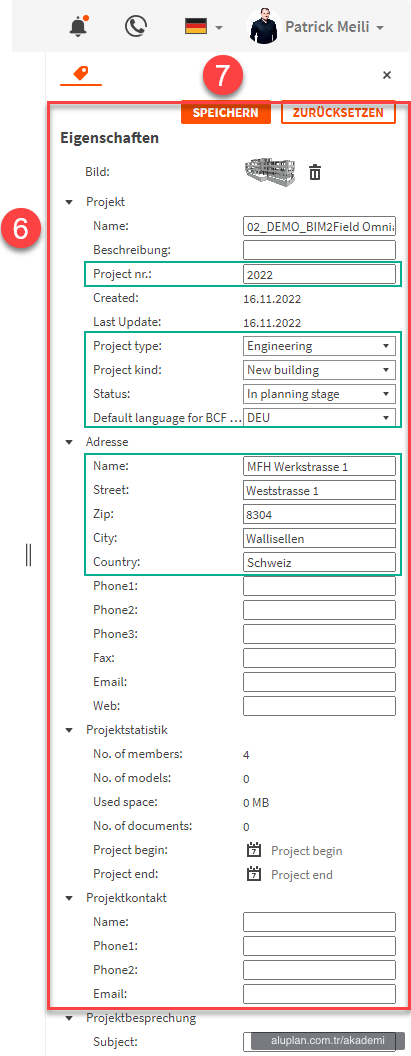 Patrick Meili
7
×
SPEICHERN ZURÜCKSETZEN
Eigenschaften
Bild:
Projekt
6
Name: 02_DEMO_BIM2Field Omnia
Beschreibung:
Project nr.: 2022
Created: 16.11.2022
Last Update: 16.11.2022
Project type: Engineering
Project kind: New building
Status: In planning stage
Default language for BCF ... DEU
Adresse
Name: MFH Werkstrasse 1
Street: Weststrasse 1
Zip: 8304
City: Wallisellen
Country: Schweiz
Phone1:
Phone2:
Phone3:
Fax:
Email:
Web:
Projektstatistik
No. of members: 4
No. of models: 0
Used space: 0 MB
No. of documents: 0
Project begin: 7 Project begin
Project end: 7 Project end
Projektkontakt
Name:
Phone1:
Phone2:
Email:
Projektbesprechung
Subject: aluplan.com.tr/akademi